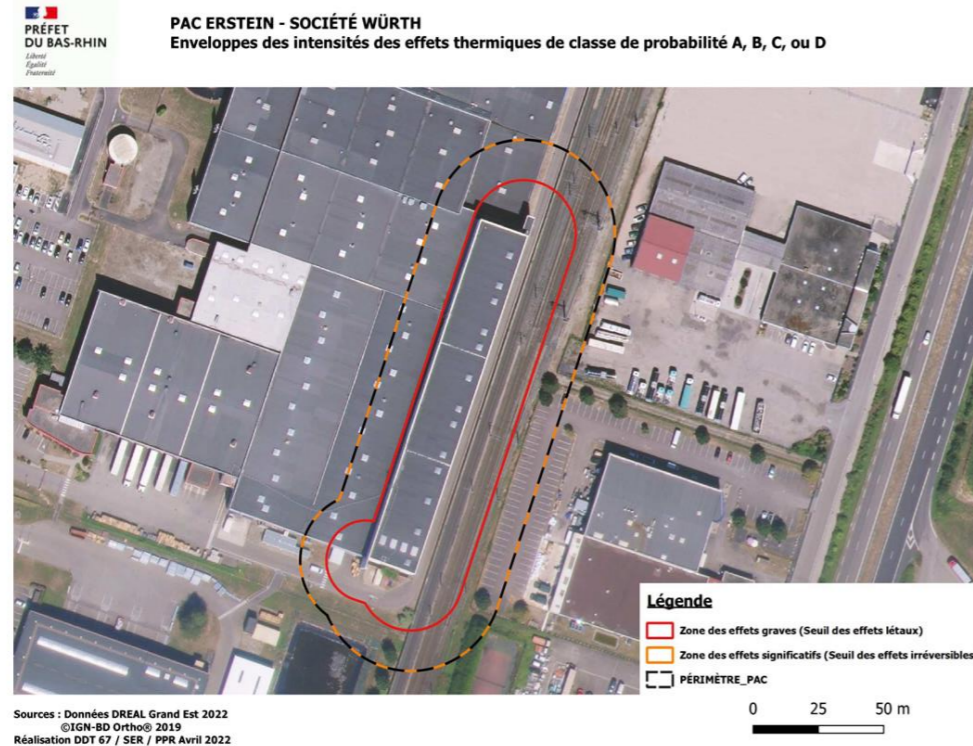 PRÉFET
DU BAS-RHIN
Liberté
Égalité
Fraternité
PAC ERSTEIN - SOCIÉTÉ WÜRTH
Enveloppes des intensités des effets thermiques de classe de probabilité A, B, C, ou D
Légende
Zone des effets graves (Seuil des effets létaux)
Zone des effets significatifs (Seuil des effets irréversibles
PÉRIMÈTRE_PAC
0 25 50 m
Sources : Données DREAL Grand Est 2022
©IGN-BD Ortho® 2019
Réalisation DDT 67 / SER / PPR Avril 2022